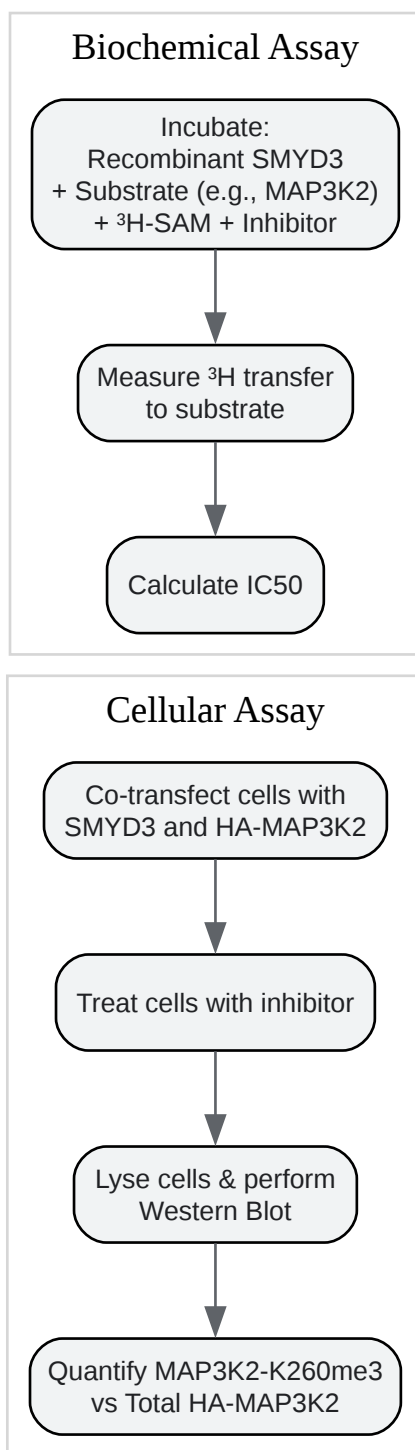 Biochemical Assay
Incubate:
Recombinant SMYD3
+ Substrate (e.g., MAP3K2)
+ ³H-SAM + Inhibitor
Measure ³H transfer
to substrate
Calculate IC50
Cellular Assay
Co-transfect cells with
SMYD3 and HA-MAP3K2
Treat cells with inhibitor
Lyse cells & perform
Western Blot
Quantify MAP3K2-K260me3
vs Total HA-MAP3K2